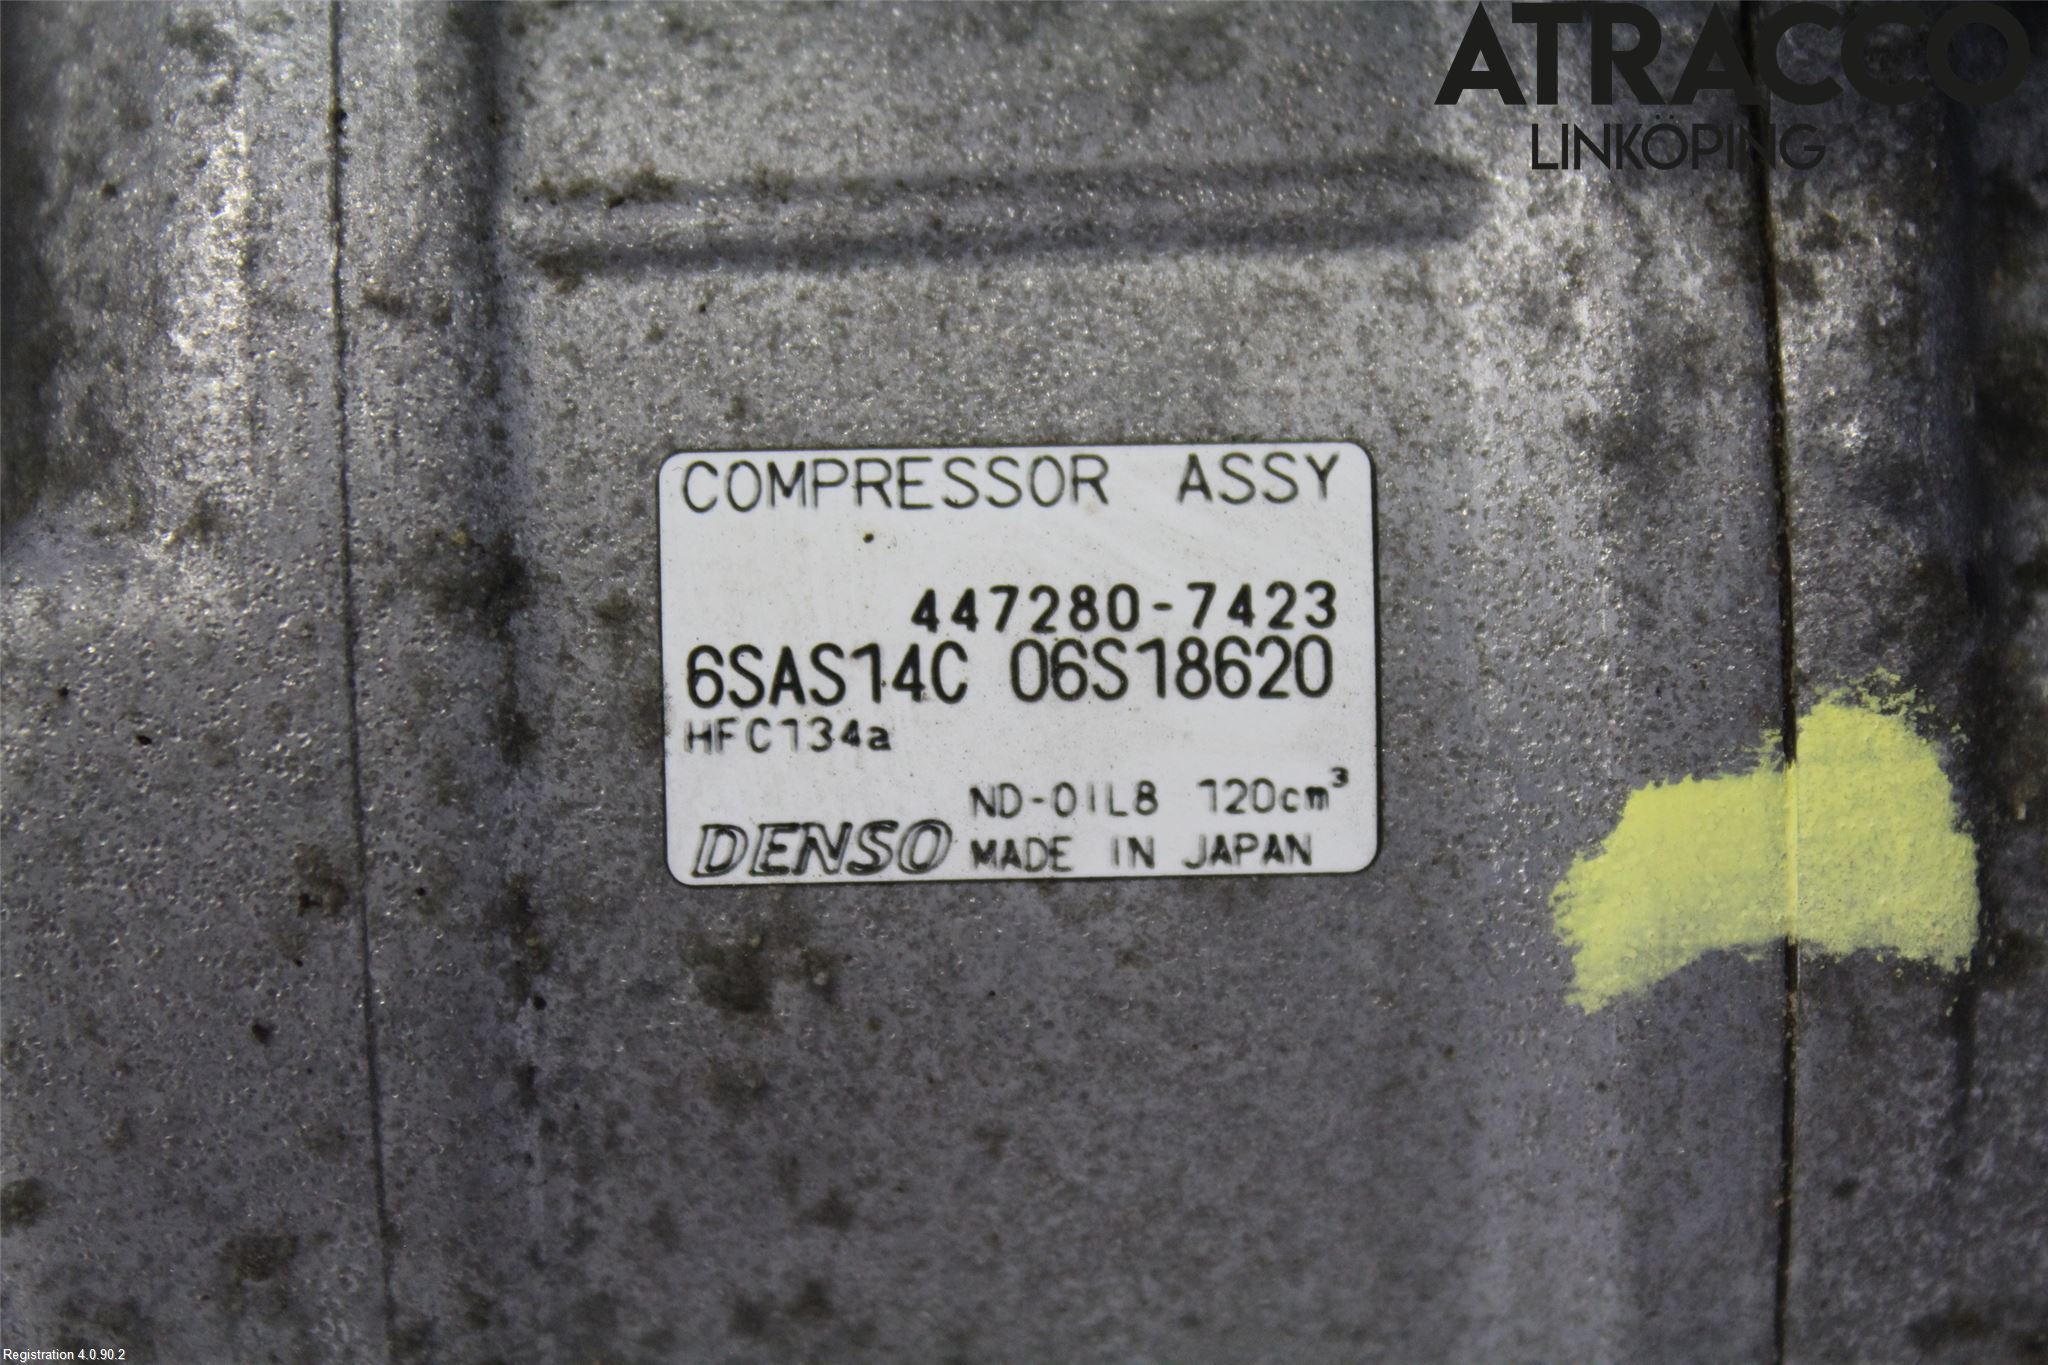 ATRACCO
LINKÖPING
COMPRESSOR ASSY
447280-7423
6SAS14C 06S18620
HFC134a
ND-OIL8 120cm³
DENSO MADE IN JAPAN
Registration 4.0.90.2